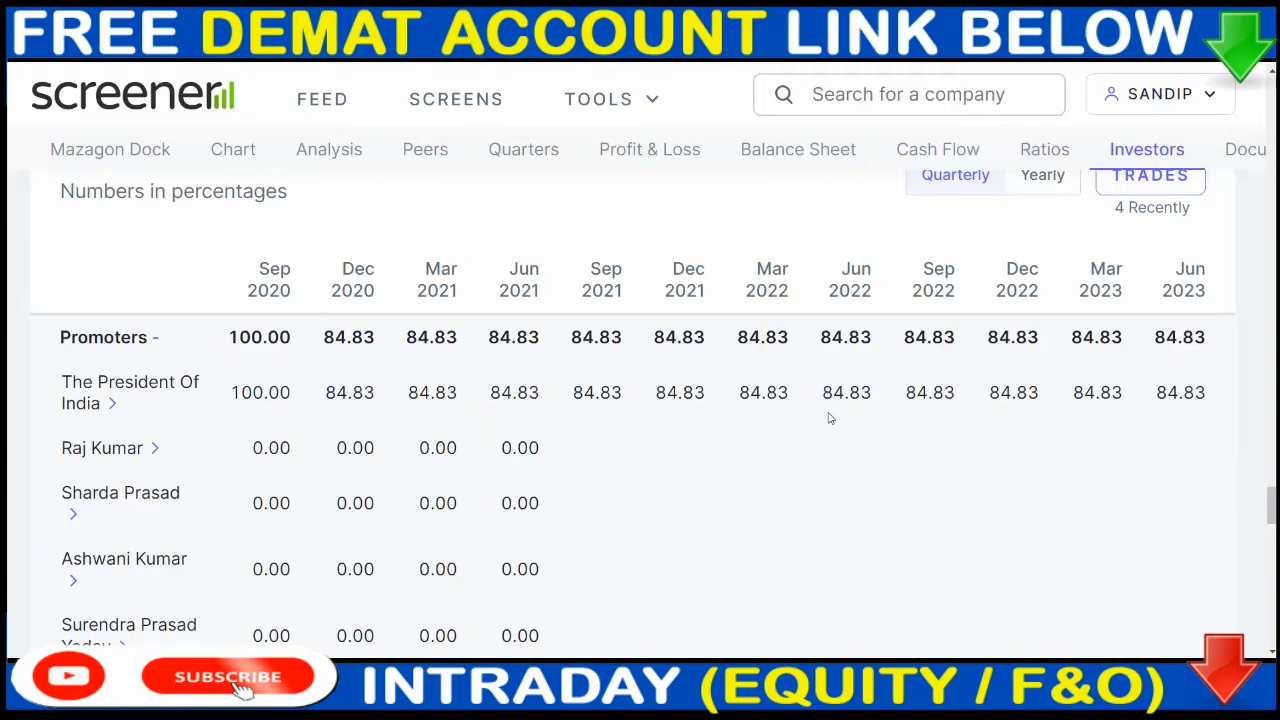 FREE DEMAT ACCOUNT LINK BELOW
screener FEED SCREENS TOOLS Search for a company SANDIP
Mazagon Dock Chart Analysis Peers Quarters Profit & Loss Balance Sheet Cash Flow Ratios Investors Docu
Numbers in percentages Quarterly Yearly TRADES
4 Recently
Sep Dec Mar Jun Sep Dec Mar Jun Sep Dec Mar Jun
2020 2020 2021 2021 2021 2021 2022 2022 2022 2022 2023 2023
Promoters - 100.00 84.83 84.83 84.83 84.83 84.83 84.83 84.83 84.83 84.83 84.83 84.83
The President Of
India 100.00 84.83 84.83 84.83 84.83 84.83 84.83 84.83 84.83 84.83 84.83 84.83
Raj Kumar 0.00 0.00 0.00 0.00
Sharda Prasad 0.00 0.00 0.00 0.00
Ashwani Kumar 0.00 0.00 0.00 0.00
Surendra Prasad
Yadav 0.00 0.00 0.00 0.00
SUBSCRIBE
INTRADAY (EQUITY / F&O)